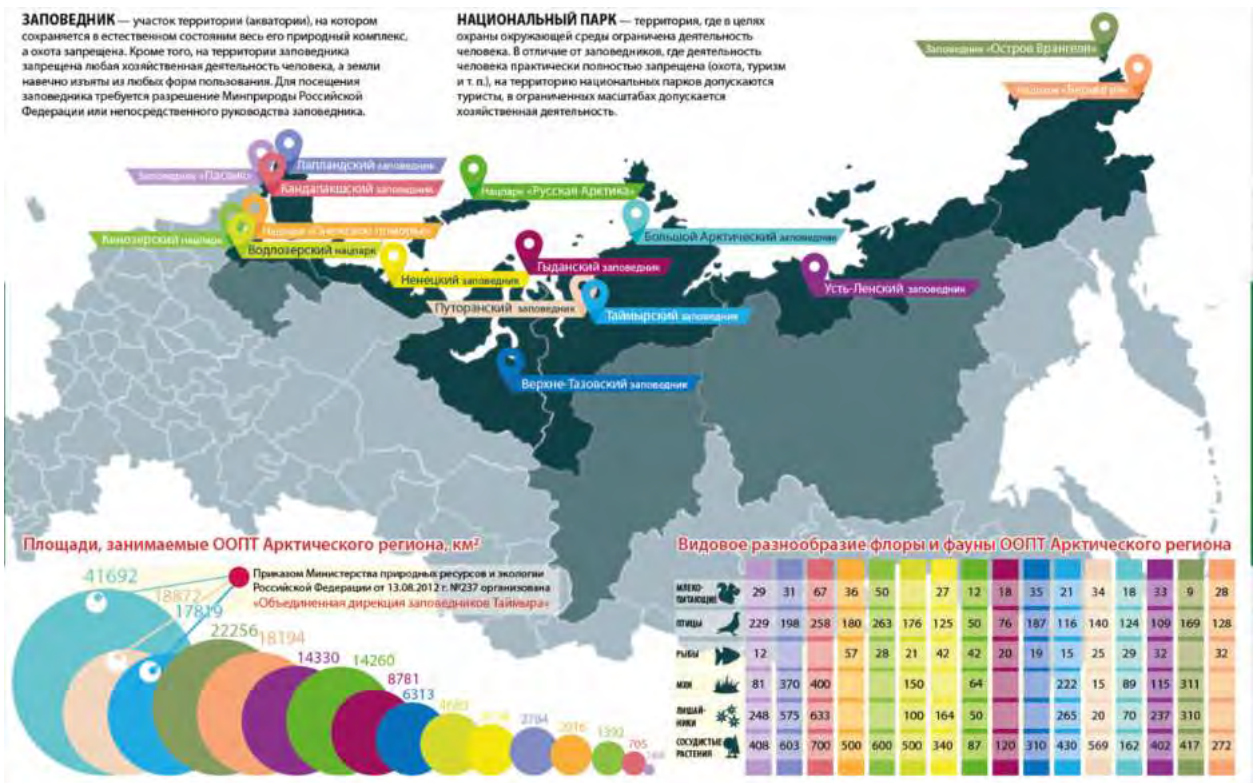 ЗАПОВЕДНИК — участок территории (акватории), на котором
сохраняется в естественном состоянии весь его природный комплекс,
а охота запрещена. Кроме того, на территории заповедника
запрещена любая хозяйственная деятельность человека, а земли
навечно изъяты из любых форм пользования. Для посещения
заповедника требуется разрешение Минприроды Российской
Федерации или непосредственного руководства заповедника.
НАЦИОНАЛЬНЫЙ ПАРК — территория, где в целях
охраны окружающей среды ограничена деятельность
человека. В отличие от заповедников, где деятельность
человека практически полностью запрещена (охота, туризм
и т. п.), на территорию национальных парков допускаются
туристы, в ограниченных масштабах допускается
хозяйственная деятельность.
Заповедник «Остров Врангеля»
Нацпарк «Берингия»
Лапландский заповедник
Заповедник «Пасвик»
Кандалакшский заповедник
Нацпарк «Русская Арктика»
Нацпарк «Онежское поморье»
Кенозерский нацпарк
Водлозерский нацпарк
Большой Арктический заповедник
Ненецкий заповедник
Гыданский заповедник
Усть-Ленский заповедник
Путоранский заповедник
Таймырский заповедник
Верхне-Тазовский заповедник
Площади, занимаемые ООПТ Арктического региона, км²
41692
18872
17819
Приказом Министерства природных ресурсов и экологии
Российской Федерации от 13.08.2012 г. №237 организована
«Объединенная дирекция заповедников Таймыра»
22256
18194
14330
14260
8781
6313
2784
2016
1392
705
Видовое разнообразие флоры и фауны ООПТ Арктического региона
МЛЕКО-
ПИТАЮЩИЕ 29 31 67 36 50 27 12 18 35 21 34 18 33 9 28
ПТИЦЫ 229 198 258 180 263 176 125 50 76 187 116 140 124 109 169 128
РЫБЫ 12 57 28 21 42 42 20 19 15 25 29 32 32
МХИ 81 370 400 150 64 222 15 89 115 311
ЛИШАЙ-
НИКИ 248 575 633 100 164 50 265 20 70 237 310
СОСУДИСТЫЕ
РАСТЕНИЯ 408 603 700 500 600 500 340 87 120 310 430 569 162 402 417 272